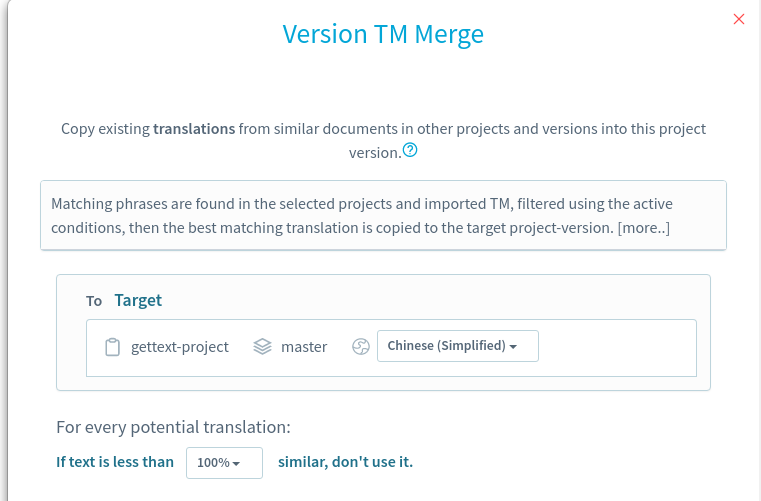 Version TM Merge
Copy existing translations from similar documents in other projects and versions into this project
version.
Matching phrases are found in the selected projects and imported TM, filtered using the active
conditions, then the best matching translation is copied to the target project-version. [more..]
To Target
gettext-project master Chinese (Simplified)
For every potential translation:
If text is less than 100% similar, don't use it.